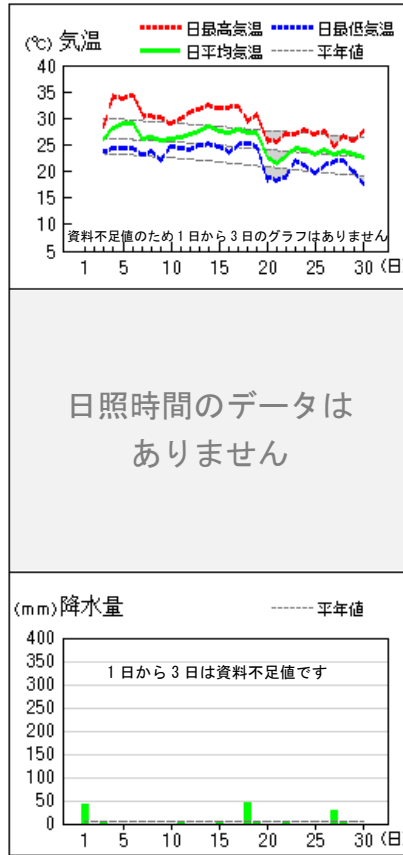 (℃) 気温
日最高気温 日最低気温
日平均気温 平年値
40
35
30
25
20
15
10
5
資料不足値のため1日から3日のグラフはありません
1 5 10 15 20 25 30 (日
日照時間のデータは
ありません
(mm) 降水量 平年値
400
350
300
250
200
150
100
50
0
1日から3日は資料不足値です
1 5 10 15 20 25 30 (日